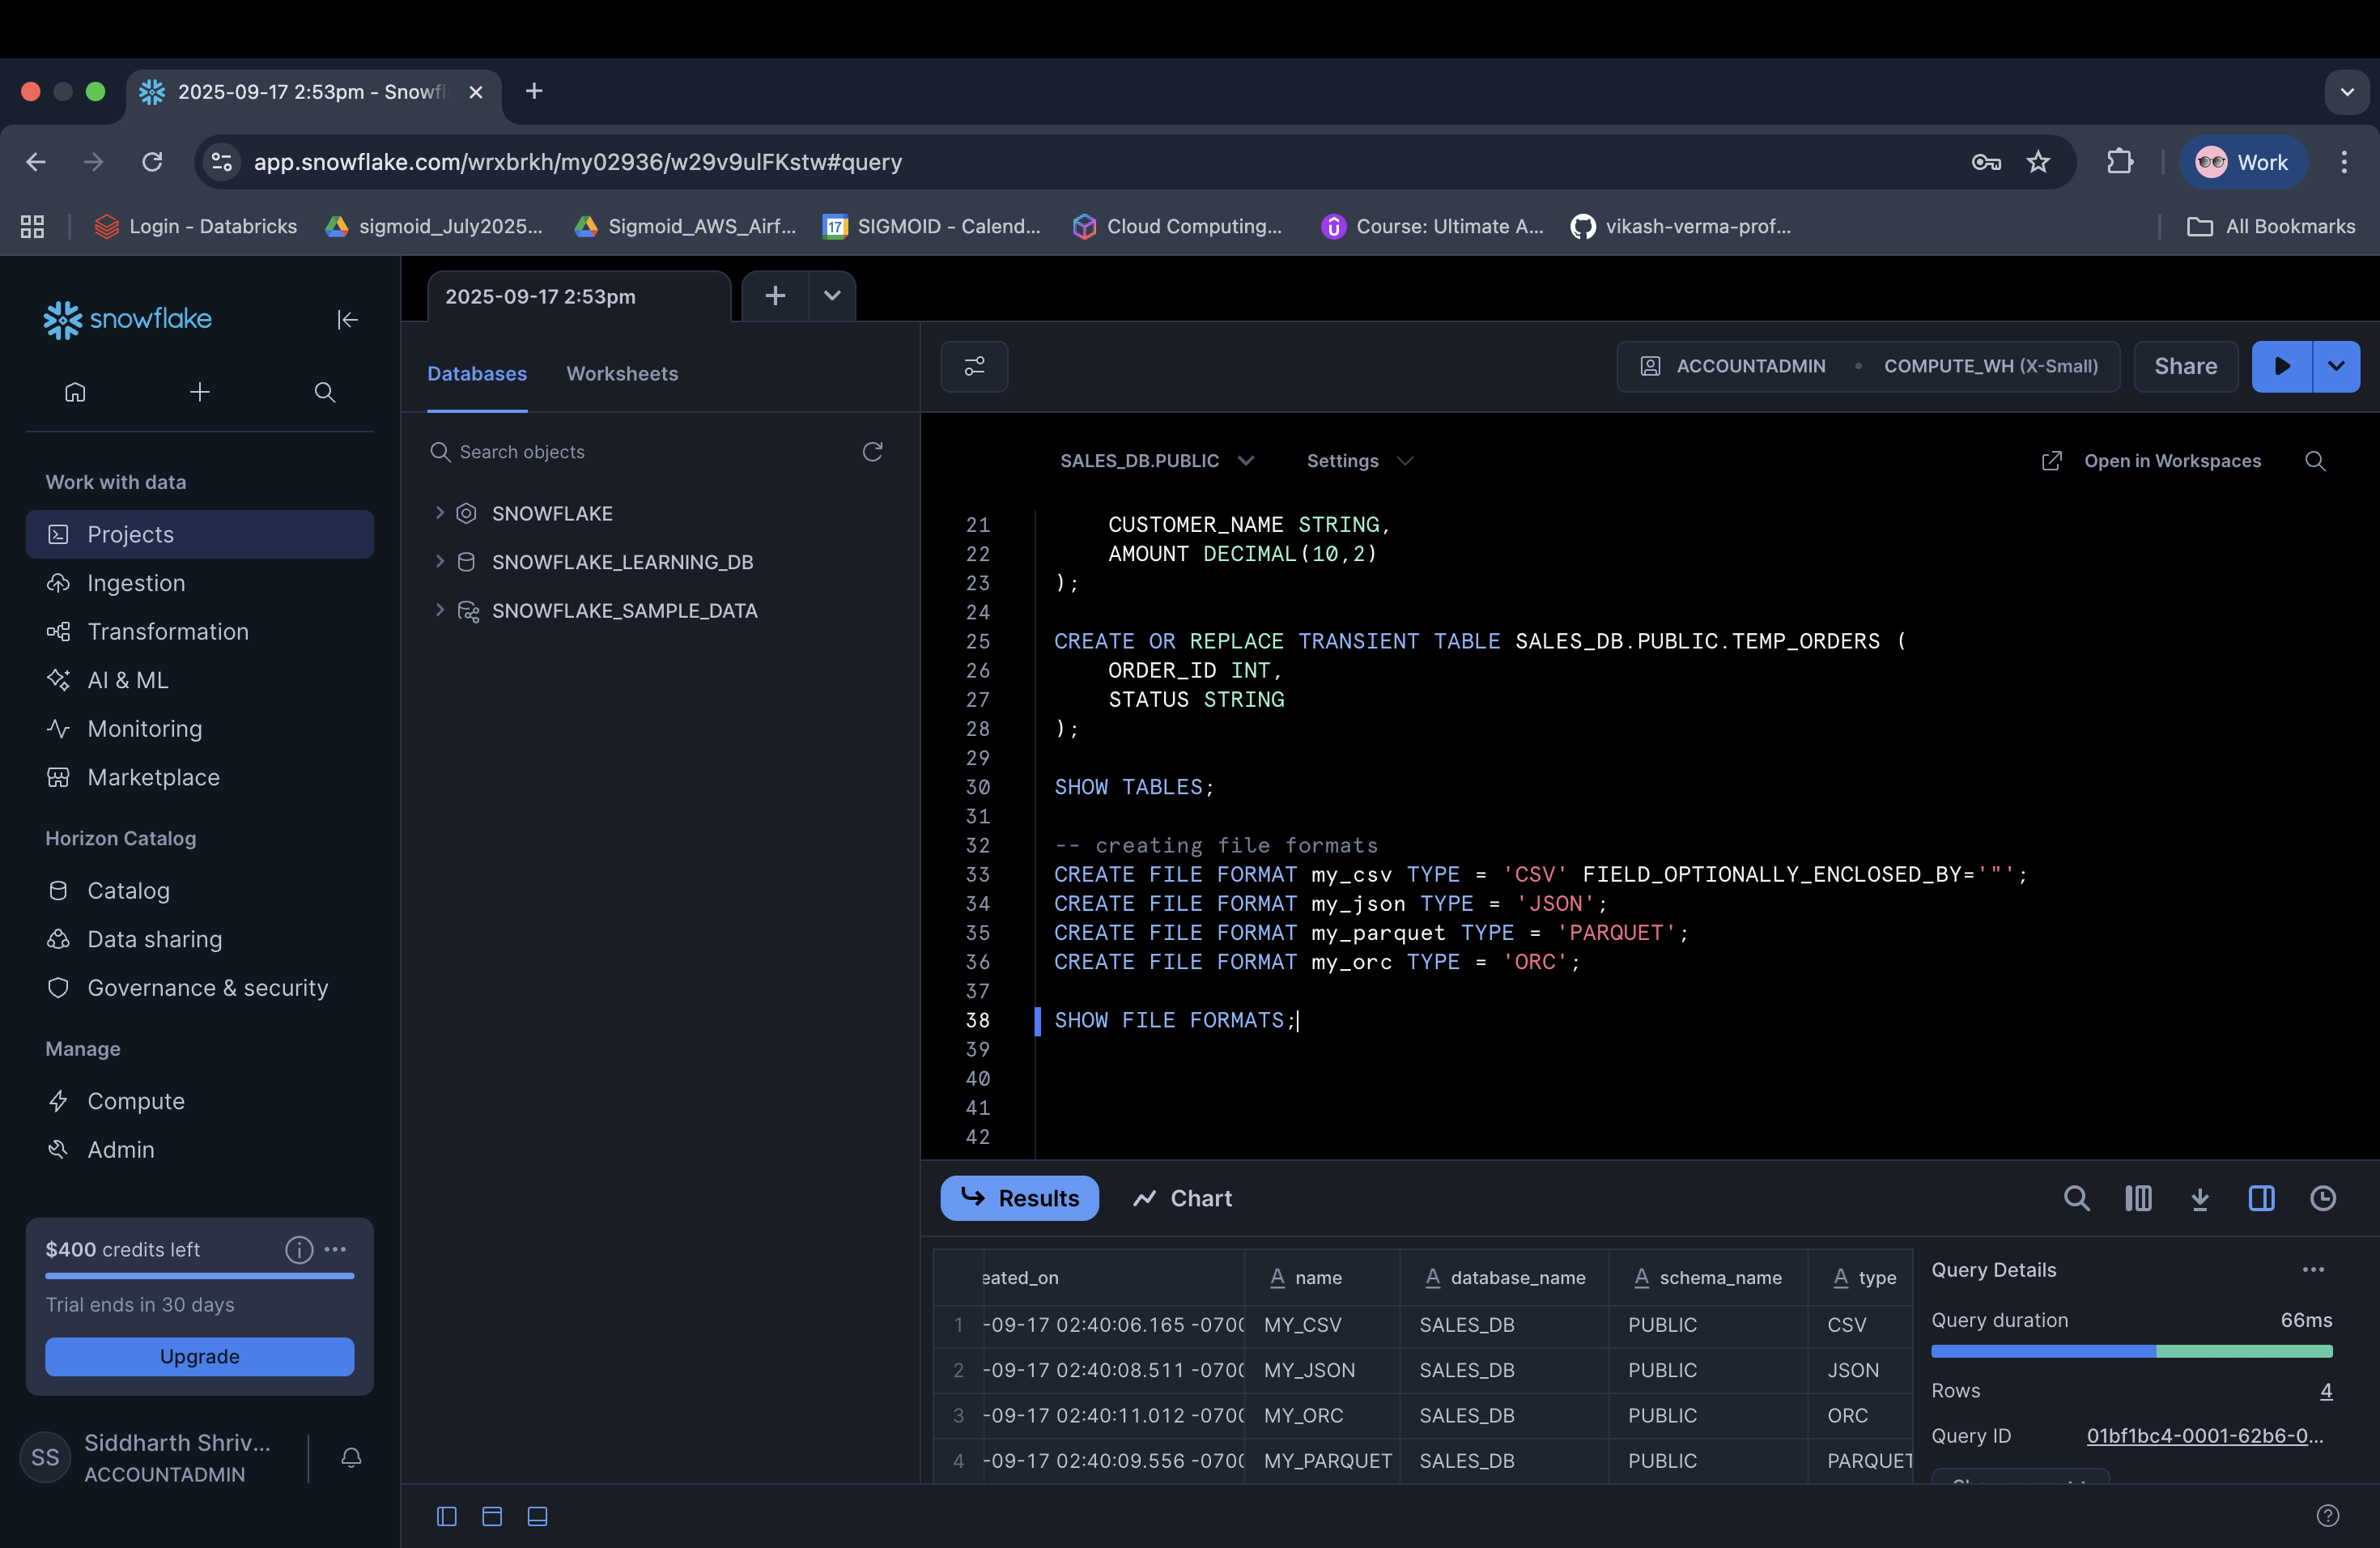 2025-09-17 2:53pm - Snowfl
app.snowflake.com/wrxbrkh/my02936/w29v9ulFKstw#query
Work
Login - Databricks
sigmoid_July2025...
Sigmoid_AWS_Airf...
17
SIGMOID - Calend...
Cloud Computing...
Course: Ultimate A...
vikash-verma-prof...
All Bookmarks
snowflake
Work with data
Projects
Ingestion
Transformation
AI & ML
Monitoring
Marketplace
Horizon Catalog
Catalog
Data sharing
Governance & security
Manage
Compute
Admin
$400 credits left
Trial ends in 30 days
Upgrade
SS
Siddharth Shriv...
ACCOUNTADMIN
2025-09-17 2:53pm
Databases
Worksheets
Search objects
SNOWFLAKE
SNOWFLAKE_LEARNING_DB
SNOWFLAKE_SAMPLE_DATA
ACCOUNTADMIN • COMPUTE_WH (X-Small)
Share
SALES_DB.PUBLIC
Settings
Open in Workspaces
21 CUSTOMER_NAME STRING,
22 AMOUNT DECIMAL(10,2)
23 );
24
25 CREATE OR REPLACE TRANSIENT TABLE SALES_DB.PUBLIC.TEMP_ORDERS (
26 ORDER_ID INT,
27 STATUS STRING
28 );
29
30 SHOW TABLES;
31
32 -- creating file formats
33 CREATE FILE FORMAT my_csv TYPE = 'CSV' FIELD_OPTIONALLY_ENCLOSED_BY='"';
34 CREATE FILE FORMAT my_json TYPE = 'JSON';
35 CREATE FILE FORMAT my_parquet TYPE = 'PARQUET';
36 CREATE FILE FORMAT my_orc TYPE = 'ORC';
37
38 SHOW FILE FORMATS;
39
40
41
42
Results
Chart
eated_on A name A database_name A schema_name A type
1 -09-17 02:40:06.165 -0700 MY_CSV SALES_DB PUBLIC CSV
2 -09-17 02:40:08.511 -0700 MY_JSON SALES_DB PUBLIC JSON
3 -09-17 02:40:11.012 -0700 MY_ORC SALES_DB PUBLIC ORC
4 -09-17 02:40:09.556 -0700 MY_PARQUET SALES_DB PUBLIC PARQUET
Query Details
Query duration 66ms
Rows 4
Query ID 01bf1bc4-0001-62b6-0...